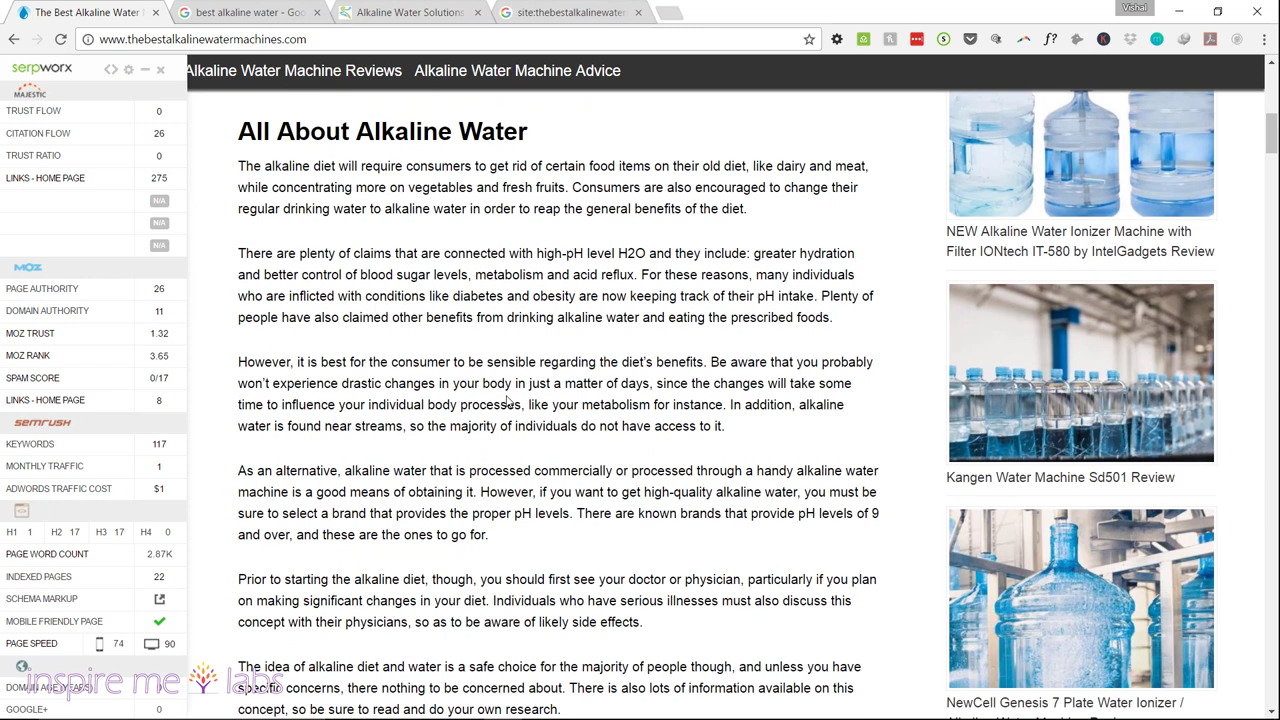 The Best Alkaline Water
best alkaline water - Goo
Alkaline Water Solutions
site:thebestalkalinewater
Vishal
www.thebestalkalinewatermachines.com
serpworx
Alkaline Water Machine Reviews
Alkaline Water Machine Advice
MAJESTIC
TRUST FLOW 0
CITATION FLOW 26
TRUST RATIO 0
LINKS - HOME PAGE 275
N/A
N/A
N/A
MOZ
PAGE AUTHORITY 26
DOMAIN AUTHORITY 11
MOZ TRUST 1.32
MOZ RANK 3.65
SPAM SCORE 0/17
LINKS - HOME PAGE 8
SEMRUSH
KEYWORDS 117
MONTHLY TRAFFIC 1
ADWORDS TRAFFIC COST $1
H1 1 H2 17 H3 17 H4 0
PAGE WORD COUNT 2.87K
INDEXED PAGES 22
SCHEMA MARKUP
MOBILE FRIENDLY PAGE
PAGE SPEED 74 90
inspire me labs
GOOGLE+ 0
All About Alkaline Water
The alkaline diet will require consumers to get rid of certain food items on their old diet, like dairy and meat,
while concentrating more on vegetables and fresh fruits. Consumers are also encouraged to change their
regular drinking water to alkaline water in order to reap the general benefits of the diet.
There are plenty of claims that are connected with high-pH level H2O and they include: greater hydration
and better control of blood sugar levels, metabolism and acid reflux. For these reasons, many individuals
who are inflicted with conditions like diabetes and obesity are now keeping track of their pH intake. Plenty of
people have also claimed other benefits from drinking alkaline water and eating the prescribed foods.
However, it is best for the consumer to be sensible regarding the diet's benefits. Be aware that you probably
won't experience drastic changes in your body in just a matter of days, since the changes will take some
time to influence your individual body processes, like your metabolism for instance. In addition, alkaline
water is found near streams, so the majority of individuals do not have access to it.
As an alternative, alkaline water that is processed commercially or processed through a handy alkaline water
machine is a good means of obtaining it. However, if you want to get high-quality alkaline water, you must be
sure to select a brand that provides the proper pH levels. There are known brands that provide pH levels of 9
and over, and these are the ones to go for.
Prior to starting the alkaline diet, though, you should first see your doctor or physician, particularly if you plan
on making significant changes in your diet. Individuals who have serious illnesses must also discuss this
concept with their physicians, so as to be aware of likely side effects.
The idea of alkaline diet and water is a safe choice for the majority of people though, and unless you have
specific concerns, there nothing to be concerned about. There is also lots of information available on this
concept, so be sure to read and do your own research.
NEW Alkaline Water Ionizer Machine with
Filter IONtech IT-580 by IntelGadgets Review
Kangen Water Machine Sd501 Review
NewCell Genesis 7 Plate Water Ionizer /